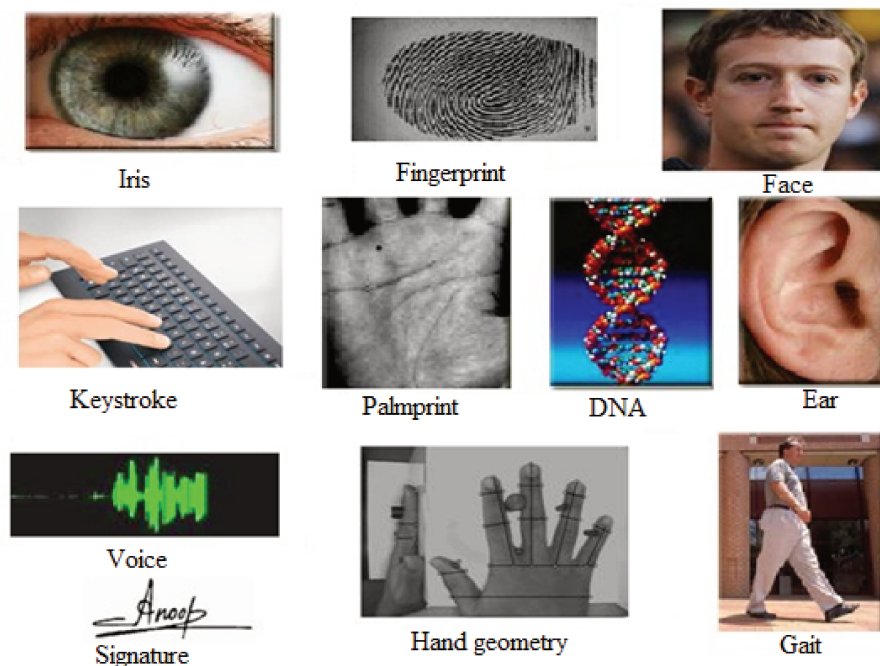 Iris
Fingerprint
Face
Keystroke
Palmprint
DNA
Ear
Voice
Anoop
Signature
Hand geometry
Gait